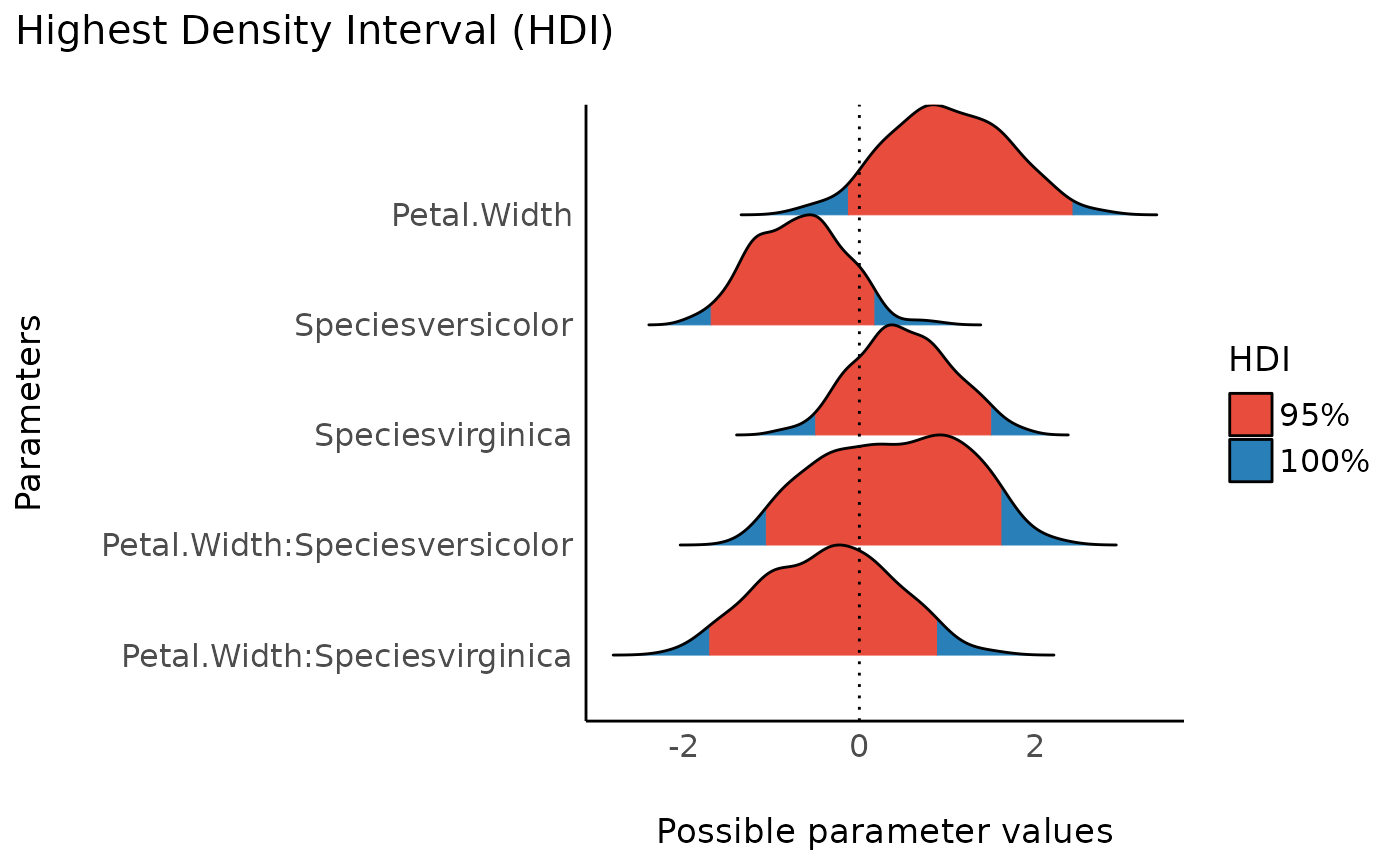 Highest Density Interval (HDI)
Parameters
Petal.Width
Speciesversicolor
Speciesvirginica
Petal.Width:Speciesversicolor
Petal.Width:Speciesvirginica
-2
0
2
Possible parameter values
HDI
95%
100%